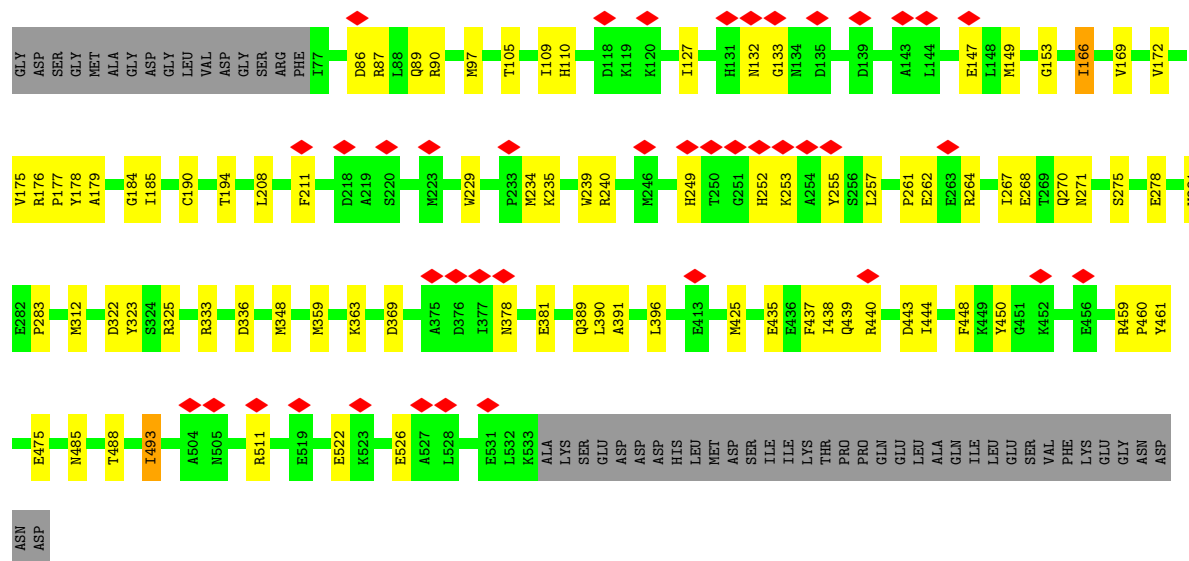 GLY ASP SER GLY MET ALA GLY ASP GLY LEU VAL ASP GLY SER ARG PHE I77 D86 R87 L88 Q89 R90 M97 T105 I109 H110 D118 K119 K120 I127 H131 N132 G133 N134 D135 D139 A143 L144 E147 L148 M149 G153 I166 V169 V172
V175 R176 P177 Y178 A179 G184 I185 C190 T194 L208 F211 D218 A219 S220 M223 W229 P233 M234 K235 W239 R240 M246 H249 T250 G251 H252 K253 A254 Y255 S256 L257 P261 E262 E263 R264 I267 E268 T269 Q270 N271 S275 E278
E282 P283 M312 D322 Y323 S324 R325 R333 D336 M348 M359 K363 D369 A375 D376 I377 N378 E381 Q389 L390 A391 L396 E413 M425 E435 E436 F437 I438 Q439 R440 D443 I444 F448 K449 Y450 G451 K452 E456 R459 P460 Y461
E475 N485 T488 I493 A504 N505 R511 E519 E522 K523 E526 A527 L528 E531 L532 K533 ALA LYS SER GLU ASP ASP ASP HIS LEU MET ASP SER ILE ILE LYS THR PRO PRO GLN GLU LEU ALA GLN ILE LEU GLU SER VAL PHE LYS GLU GLY ASN ASP
ASN ASP